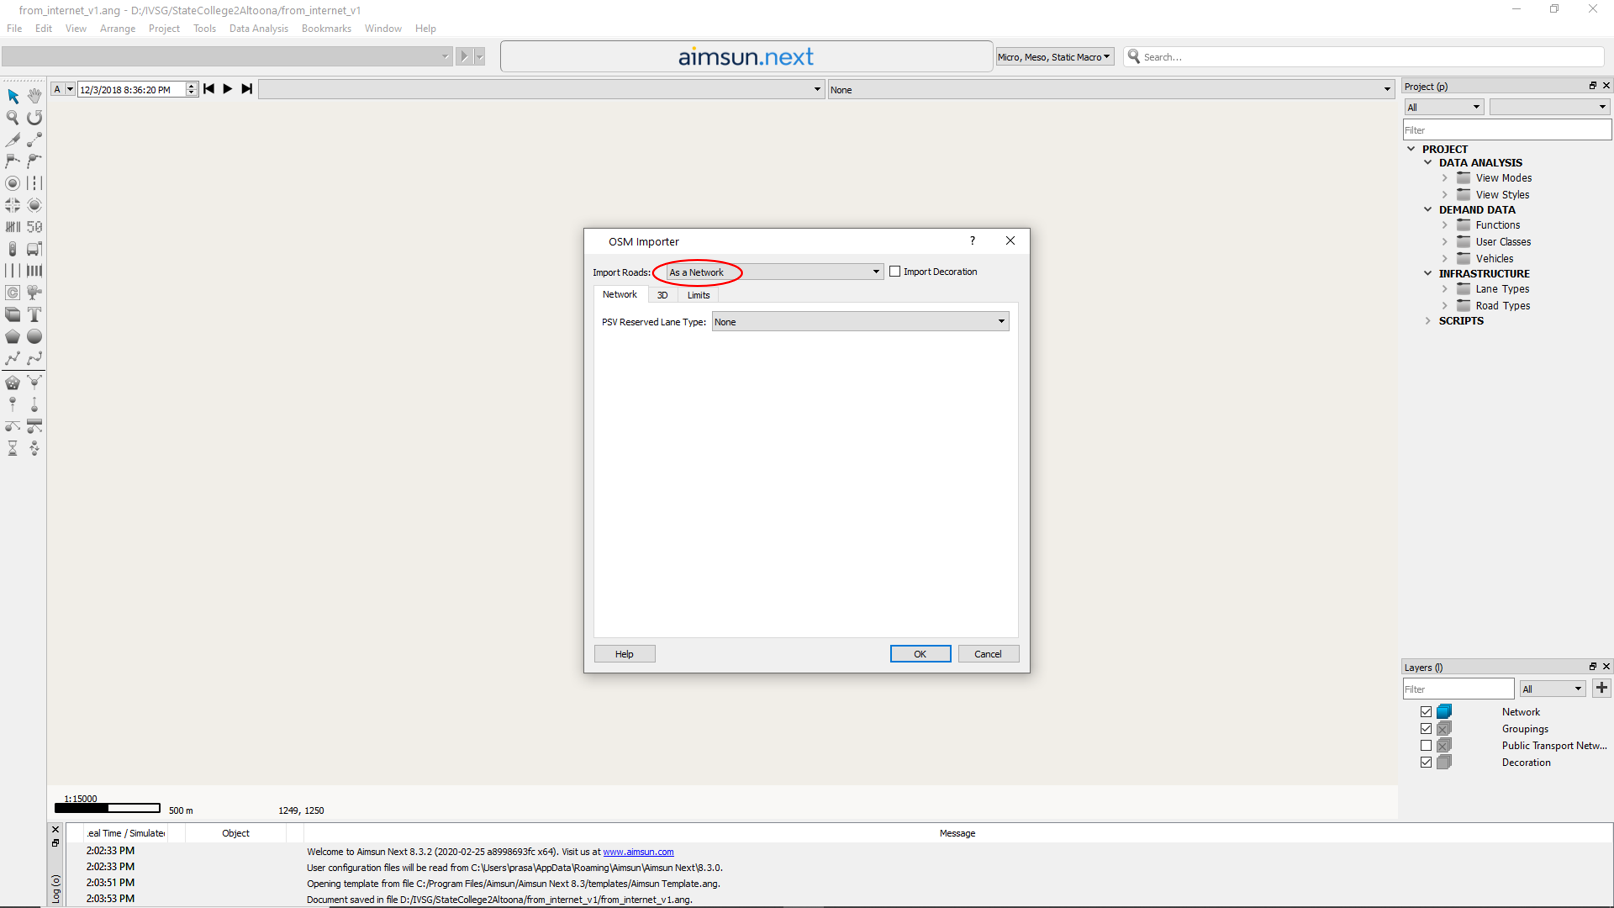 from_internet_v1.ang - D:/IVSG/StateCollege2Altoona/from_internet_v1
File Edit View Arrange Project Tools Data Analysis Bookmarks Window Help
aimsun.next
Micro, Meso, Static Macro
Search...
A
12/3/2018 8:36:20 PM
None
Project (p)
All
Filter
PROJECT
DATA ANALYSIS
View Modes
View Styles
DEMAND DATA
Functions
User Classes
Vehicles
INFRASTRUCTURE
Lane Types
Road Types
SCRIPTS
50
T
OSM Importer
?
Import Roads: As a Network Import Decoration
Network 3D Limits
PSV Reserved Lane Type: None
Help OK Cancel
Layers (l)
Filter All
Network
Groupings
Public Transport Netw...
Decoration
1:15000
500 m 1249, 1250
Log (o)
.eal Time / Simulated Object Message
2:02:33 PM Welcome to Aimsun Next 8.3.2 (2020-02-25 a8998693fc x64). Visit us at www.aimsun.com
2:02:33 PM User configuration files will be read from C:\Users\prasa\AppData\Roaming\Aimsun\Aimsun Next\8.3.0.
2:03:51 PM Opening template from file C:/Program Files/Aimsun/Aimsun Next 8.3/templates/Aimsun Template.ang.
2:03:53 PM Document saved in file D:/IVSG/StateCollege2Altoona/from_internet_v1/from_internet_v1.ang.